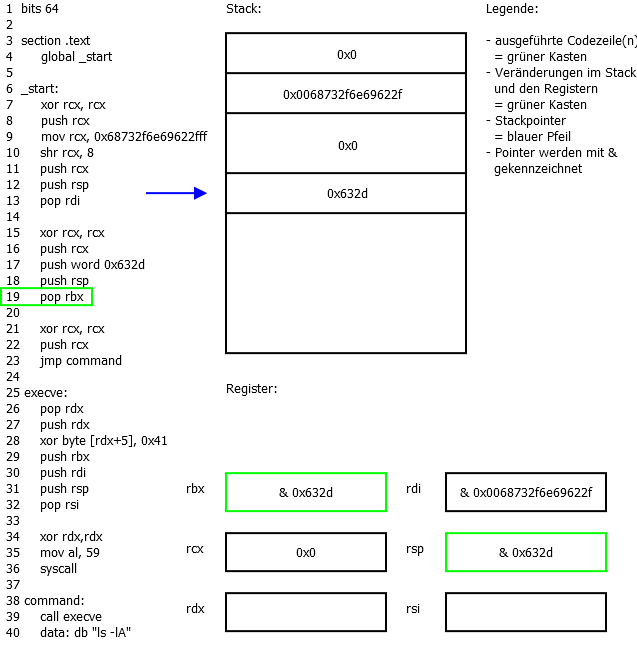 1 bits 64
2
3 section .text
4 global _start
5
6 _start:
7 xor rcx, rcx
8 push rcx
9 mov rcx, 0x68732f6e69622fff
10 shr rcx, 8
11 push rcx
12 push rsp
13 pop rdi
14
15 xor rcx, rcx
16 push rcx
17 push word 0x632d
18 push rsp
19 pop rbx
20
21 xor rcx, rcx
22 push rcx
23 jmp command
24
25 execve:
26 pop rdx
27 push rdx
28 xor byte [rdx+5], 0x41
29 push rbx
30 push rdi
31 push rsp
32 pop rsi
33
34 xor rdx,rdx
35 mov al, 59
36 syscall
37
38 command:
39 call execve
40 data: db "ls -lA"
Stack:
0x0
0x0068732f6e69622f
0x0
0x632d
Legende:
- ausgeführte Codezeile(n)
= grüner Kasten
- Veränderungen im Stack
und den Registern
= grüner Kasten
- Stackpointer
= blauer Pfeil
- Pointer werden mit &
gekennzeichnet
Register:
rbx & 0x632d rdi & 0x0068732f6e69622f
rcx 0x0 rsp & 0x632d
rdx rsi